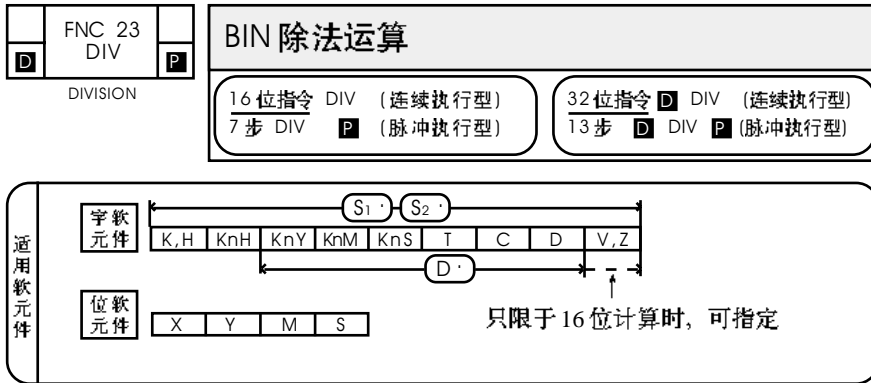 FNC 23
DIV
D
P
DIVISION
BIN 除法运算
16 位指令 DIV (连续执行型)
7 步 DIV P (脉冲执行型)
32 位指令 D DIV (连续执行型)
13 步 D DIV P (脉冲执行型)
适用软元件
字软元件
S1 · S2 ·
K,H KnH KnY KnM KnS T C D V,Z
D ·
位软元件
X Y M S
只限于 16 位计算时，可指定